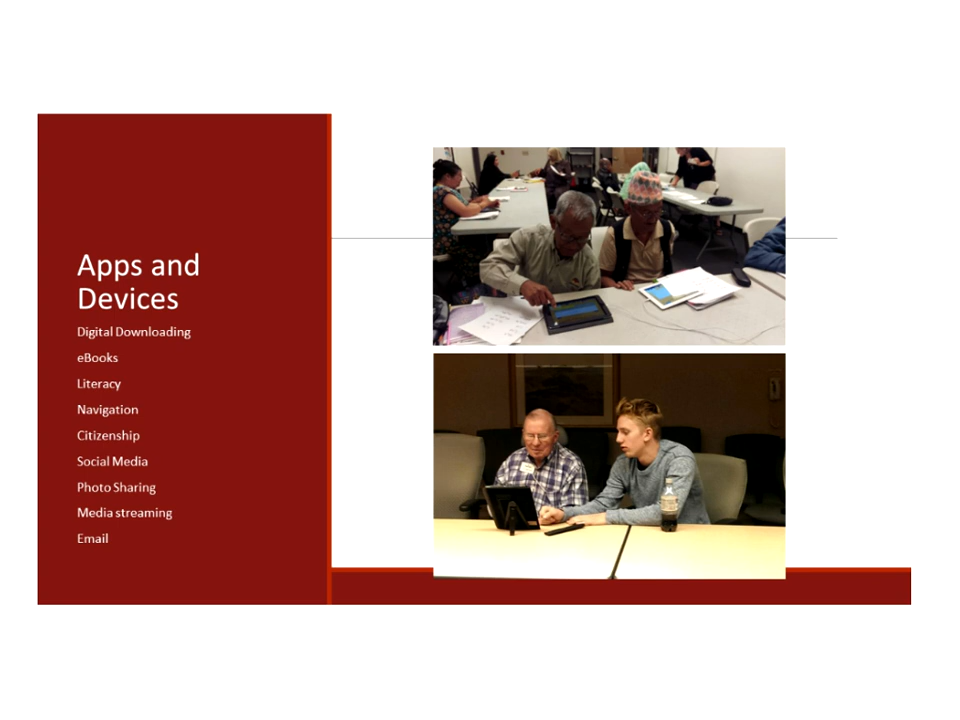 Apps and
Devices
Digital Downloading
eBooks
Literacy
Navigation
Citizenship
Social Media
Photo Sharing
Media streaming
Email